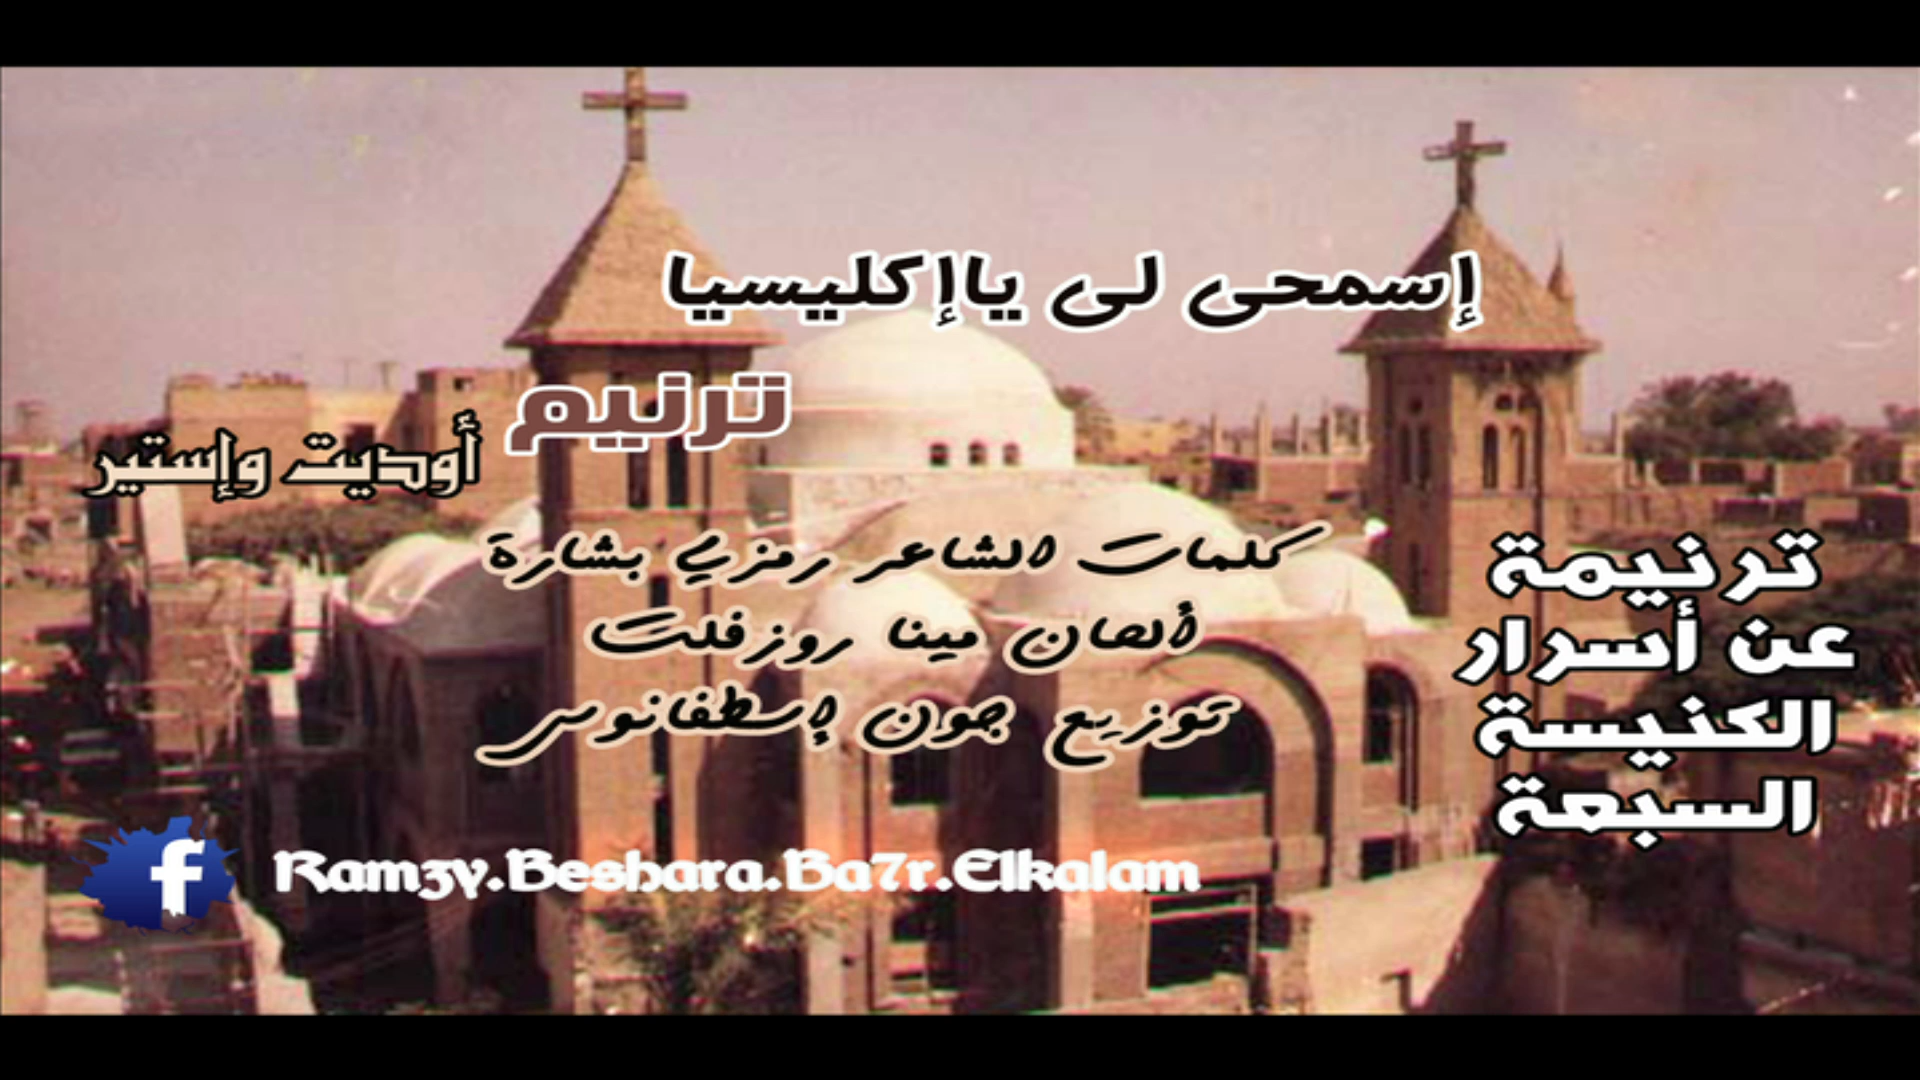 إسمحى لى ياإكليسيا
ترنيم
أوديت وإستير
كلمات الشاعر رمزي بشارة
ألحان مينا روزفلت
توزيع جون إسطفانوس
ترنيمة
عن أسرار
الكنيسة
السبعة
f Ramzy.Beshara.Ba7r.Elkalam